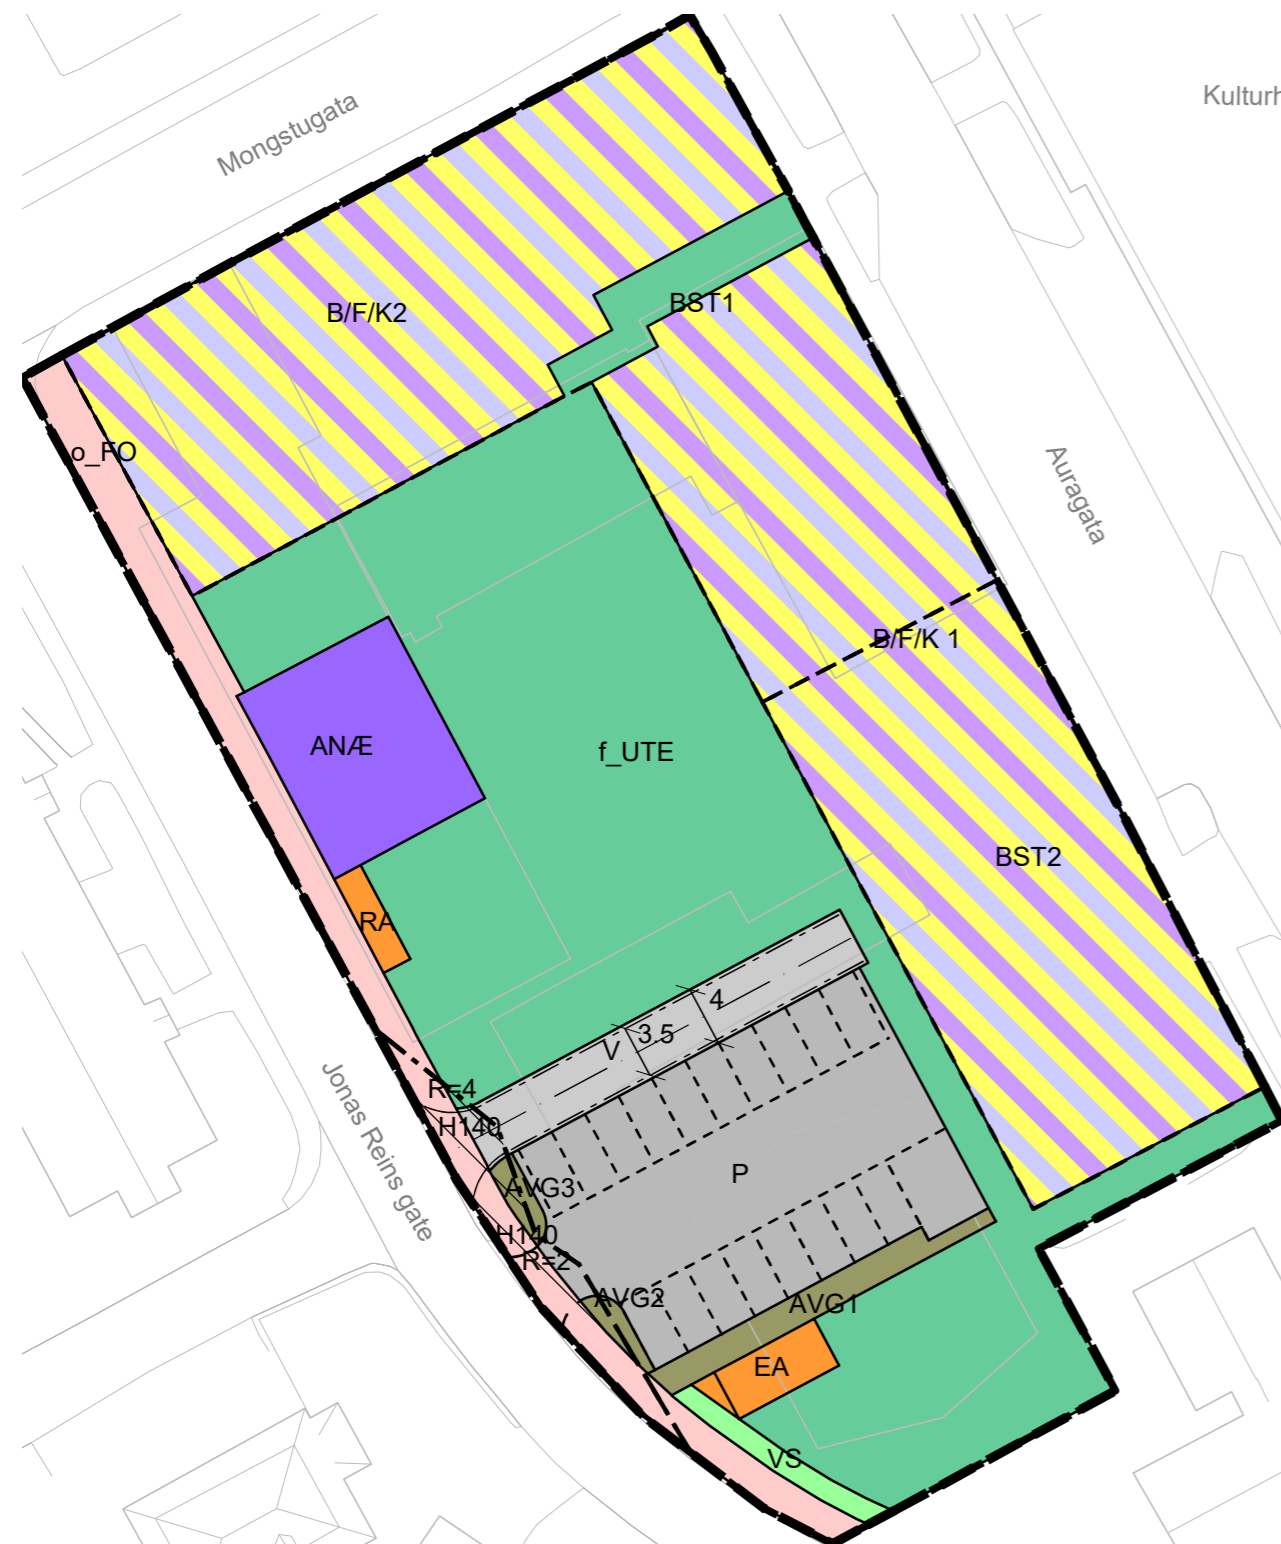 Kulturh
Mongstugata
B/F/K2
BST1
o_FO
Auragata
B/F/K 1
ANÆ
f_UTE
BST2
RA
4
3.5
V
R=4
H140
Jonas Reins gate
P
AVG3
H140
R=2
AVG2
AVG1
EA
VS